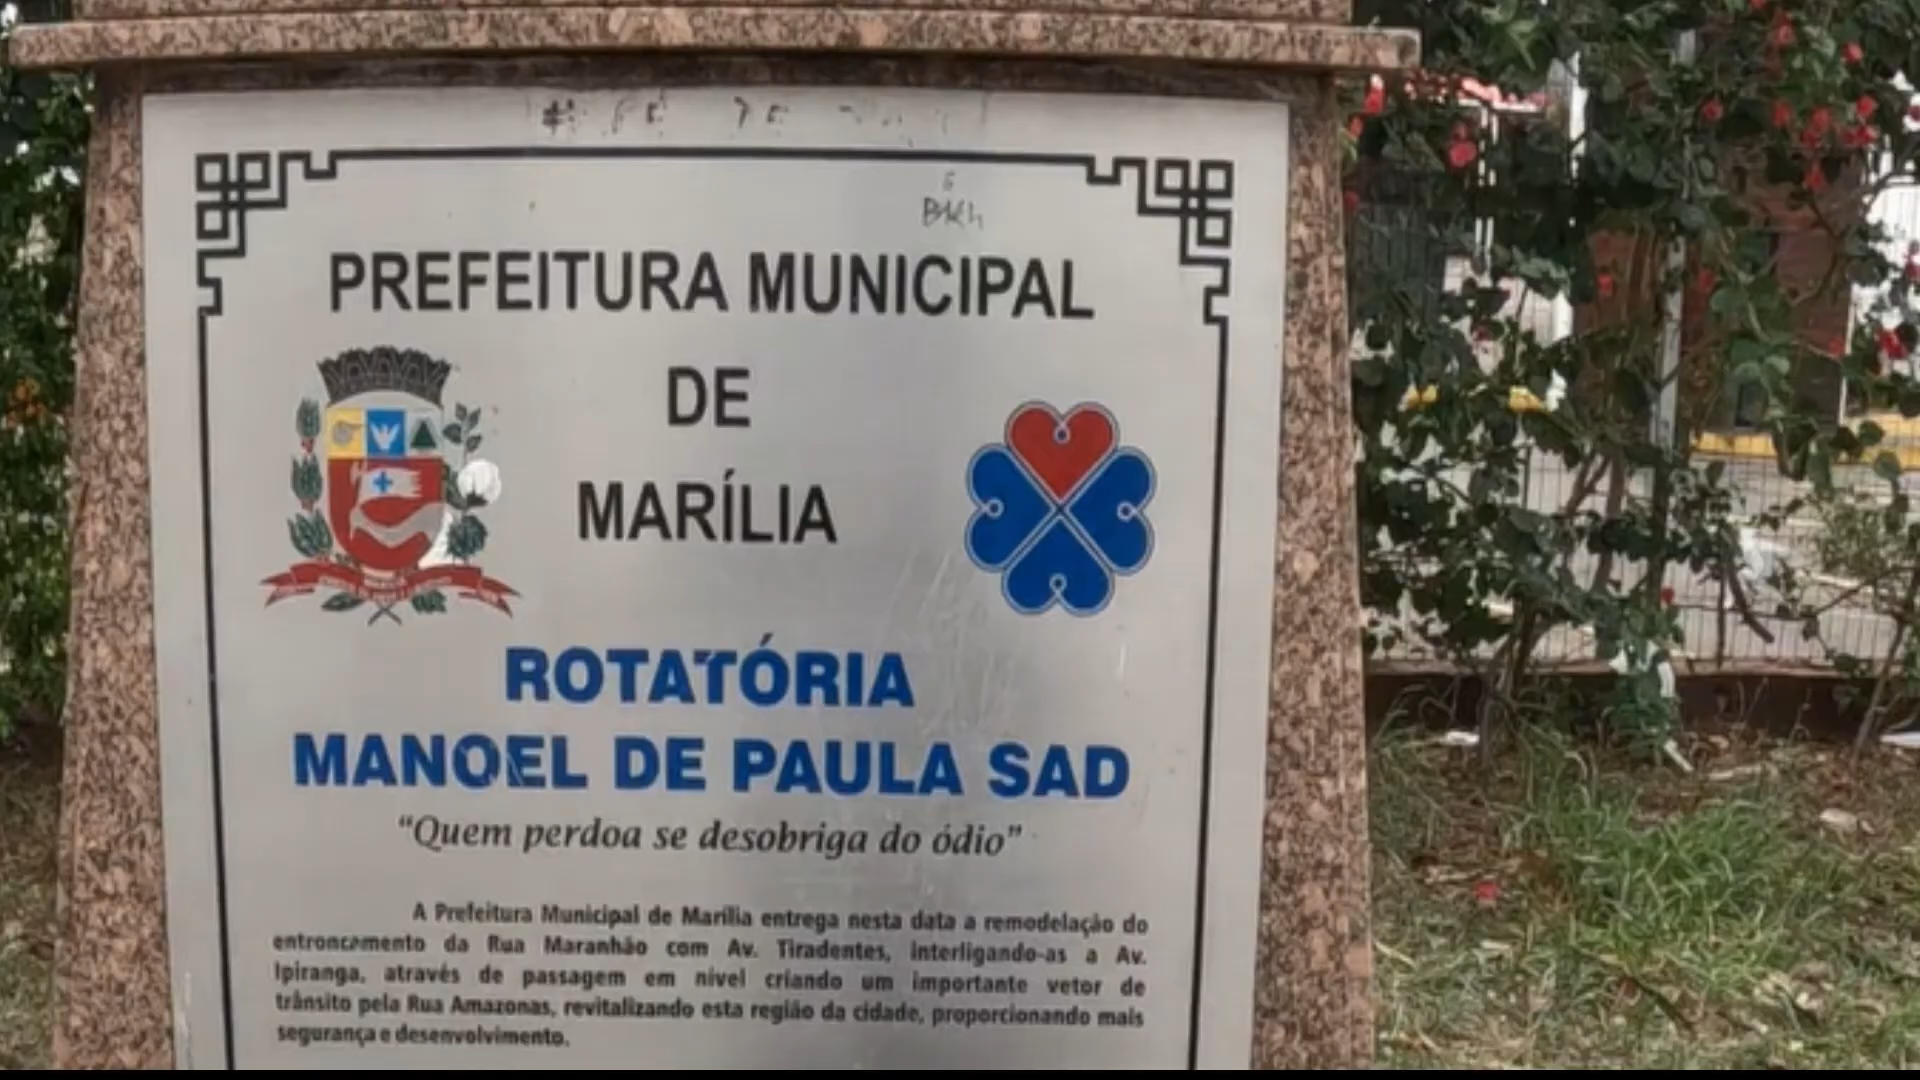 PREFEITURA MUNICIPAL
DE
MARÍLIA
ROTATÓRIA
MANOEL DE PAULA SAD
“Quem perdoa se desobriga do ódio”
A Prefeitura Municipal de Marília entrega nesta data a remodelação do
entroncamento da Rua Maranhão com Av. Tiradentes, interligando-as a Av.
Ipiranga, através de passagem em nível criando um importante vetor de
trânsito pela Rua Amazonas, revitalizando esta região da cidade, proporcionando mais
segurança e desenvolvimento.